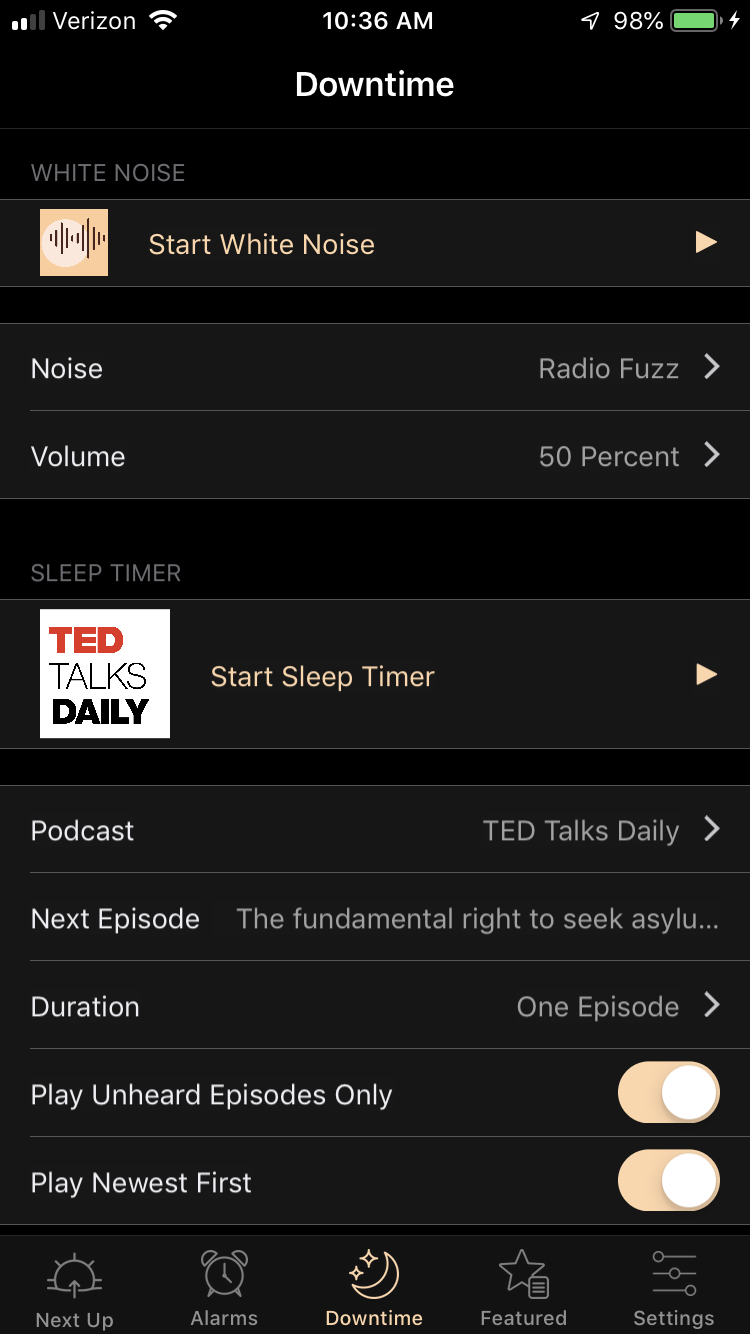 Verizon 10:36 AM 98%
Downtime
WHITE NOISE
Start White Noise
Noise Radio Fuzz
Volume 50 Percent
SLEEP TIMER
TED
TALKS
DAILY
Start Sleep Timer
Podcast TED Talks Daily
Next Episode The fundamental right to seek asylu...
Duration One Episode
Play Unheard Episodes Only
Play Newest First
Next Up Alarms Downtime Featured Settings